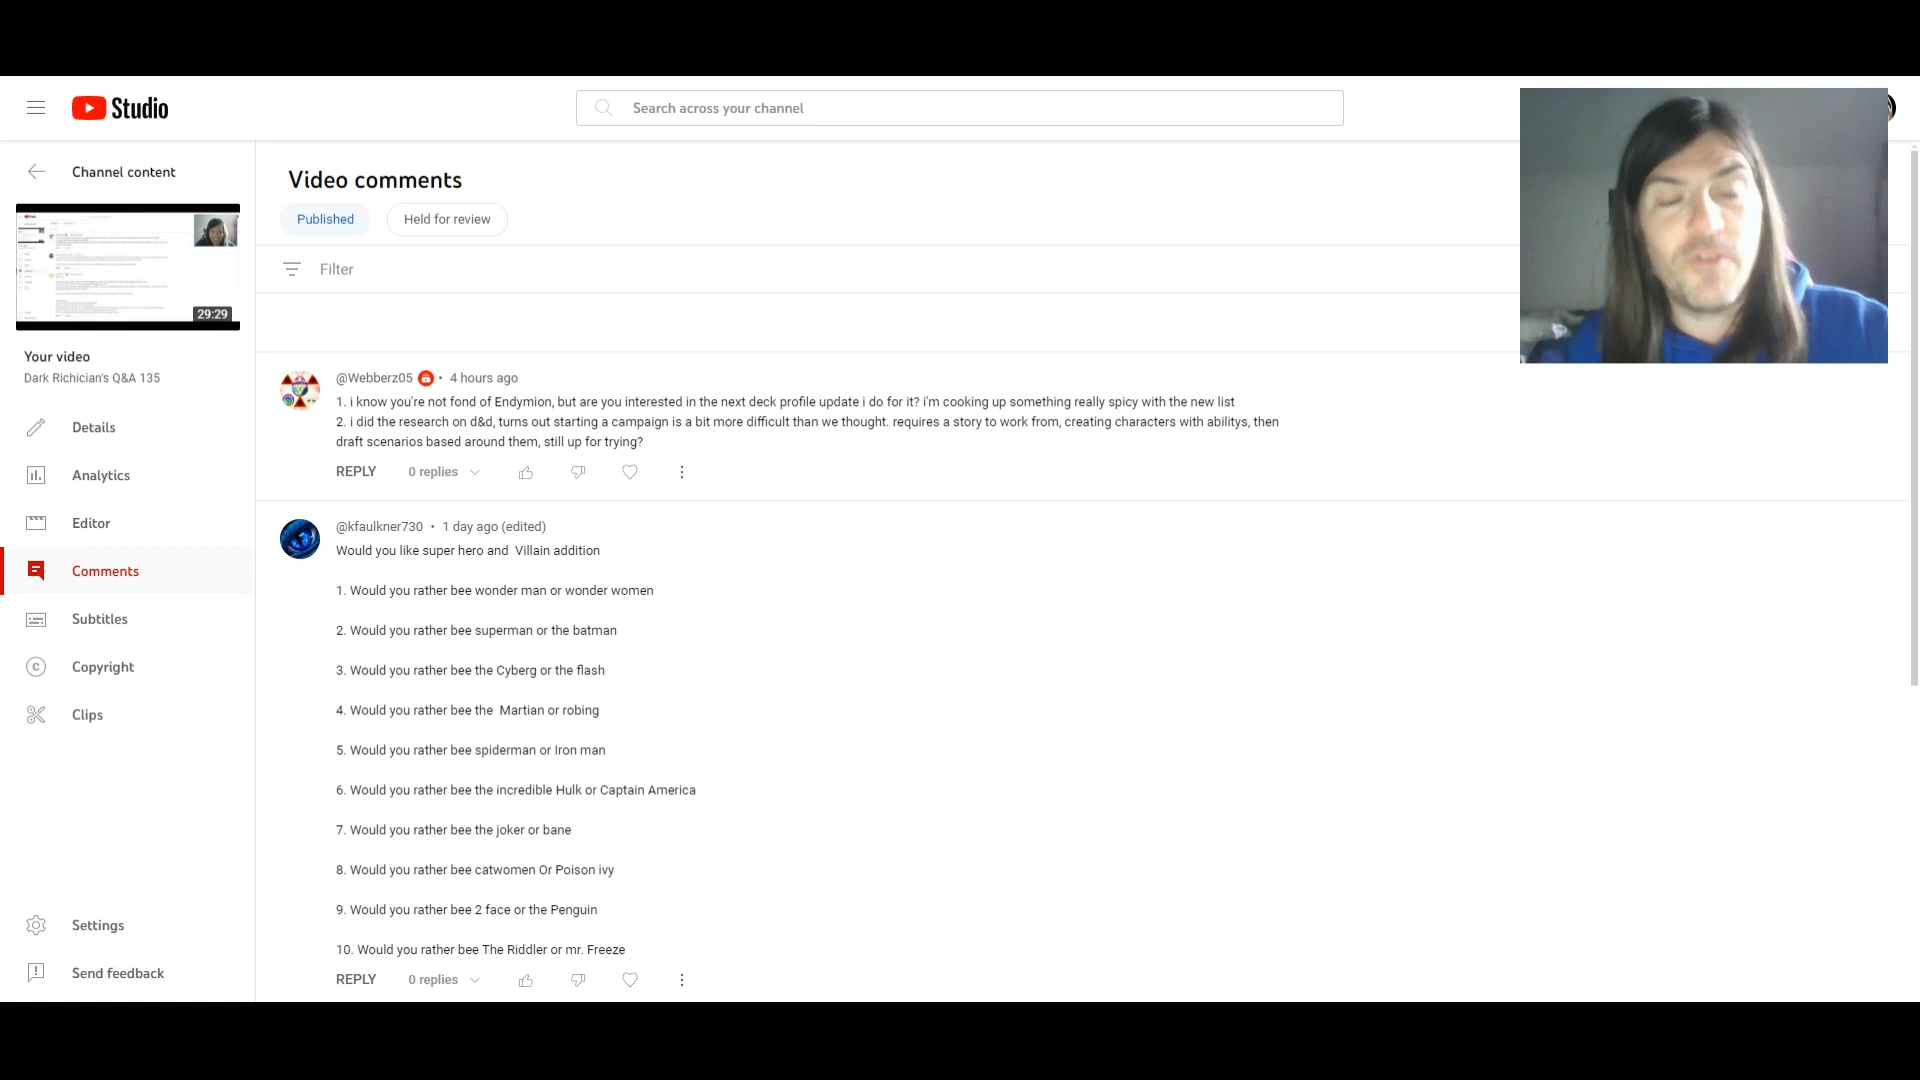 Studio
Search across your channel
Channel content
Video comments
Published
Held for review
Filter
29:29
Your video
Dark Richician's Q&A 135
Details
Analytics
Editor
Comments
Subtitles
Copyright
Clips
Settings
Send feedback
@Webberz05 • 4 hours ago
1. i know you're not fond of Endymion, but are you interested in the next deck profile update i do for it? i'm cooking up something really spicy with the new list
2. i did the research on d&d, turns out starting a campaign is a bit more difficult than we thought. requires a story to work from, creating characters with abilitys, then
draft scenarios based around them, still up for trying?
REPLY 0 replies
@kfaulkner730 • 1 day ago (edited)
Would you like super hero and  Villain addition
1. Would you rather bee wonder man or wonder women
2. Would you rather bee superman or the batman
3. Would you rather bee the Cyberg or the flash
4. Would you rather bee the  Martian or robing
5. Would you rather bee spiderman or Iron man
6. Would you rather bee the incredible Hulk or Captain America
7. Would you rather bee the joker or bane
8. Would you rather bee catwomen Or Poison ivy
9. Would you rather bee 2 face or the Penguin
10. Would you rather bee The Riddler or mr. Freeze
REPLY 0 replies